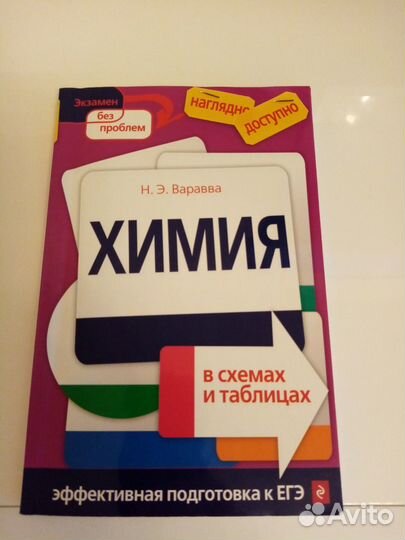 Экзамен
без
проблем
наглядно
доступно
Н. Э. Варавва
ХИМИЯ
в схемах
и таблицах
эффективная подготовка к ЕГЭ
Avito